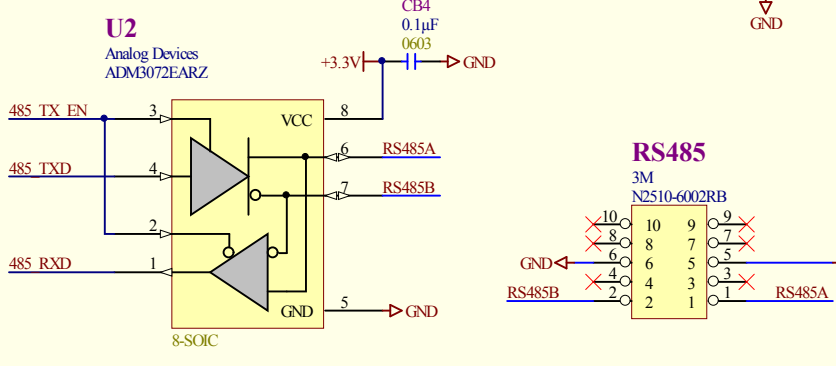 CB4
0.1µF
0603
GND
U2
Analog Devices
ADM3072EARZ
+3.3V
GND
485_TX_EN
3
VCC
8
6
RS485A
485_TXD
4
7
RS485B
2
485_RXD
1
GND
5
GND
8-SOIC
RS485
3M
N2510-6002RB
10
10
9
9
8
8
7
7
GND
6
6
5
5
4
4
3
3
RS485B
2
2
1
1
RS485A